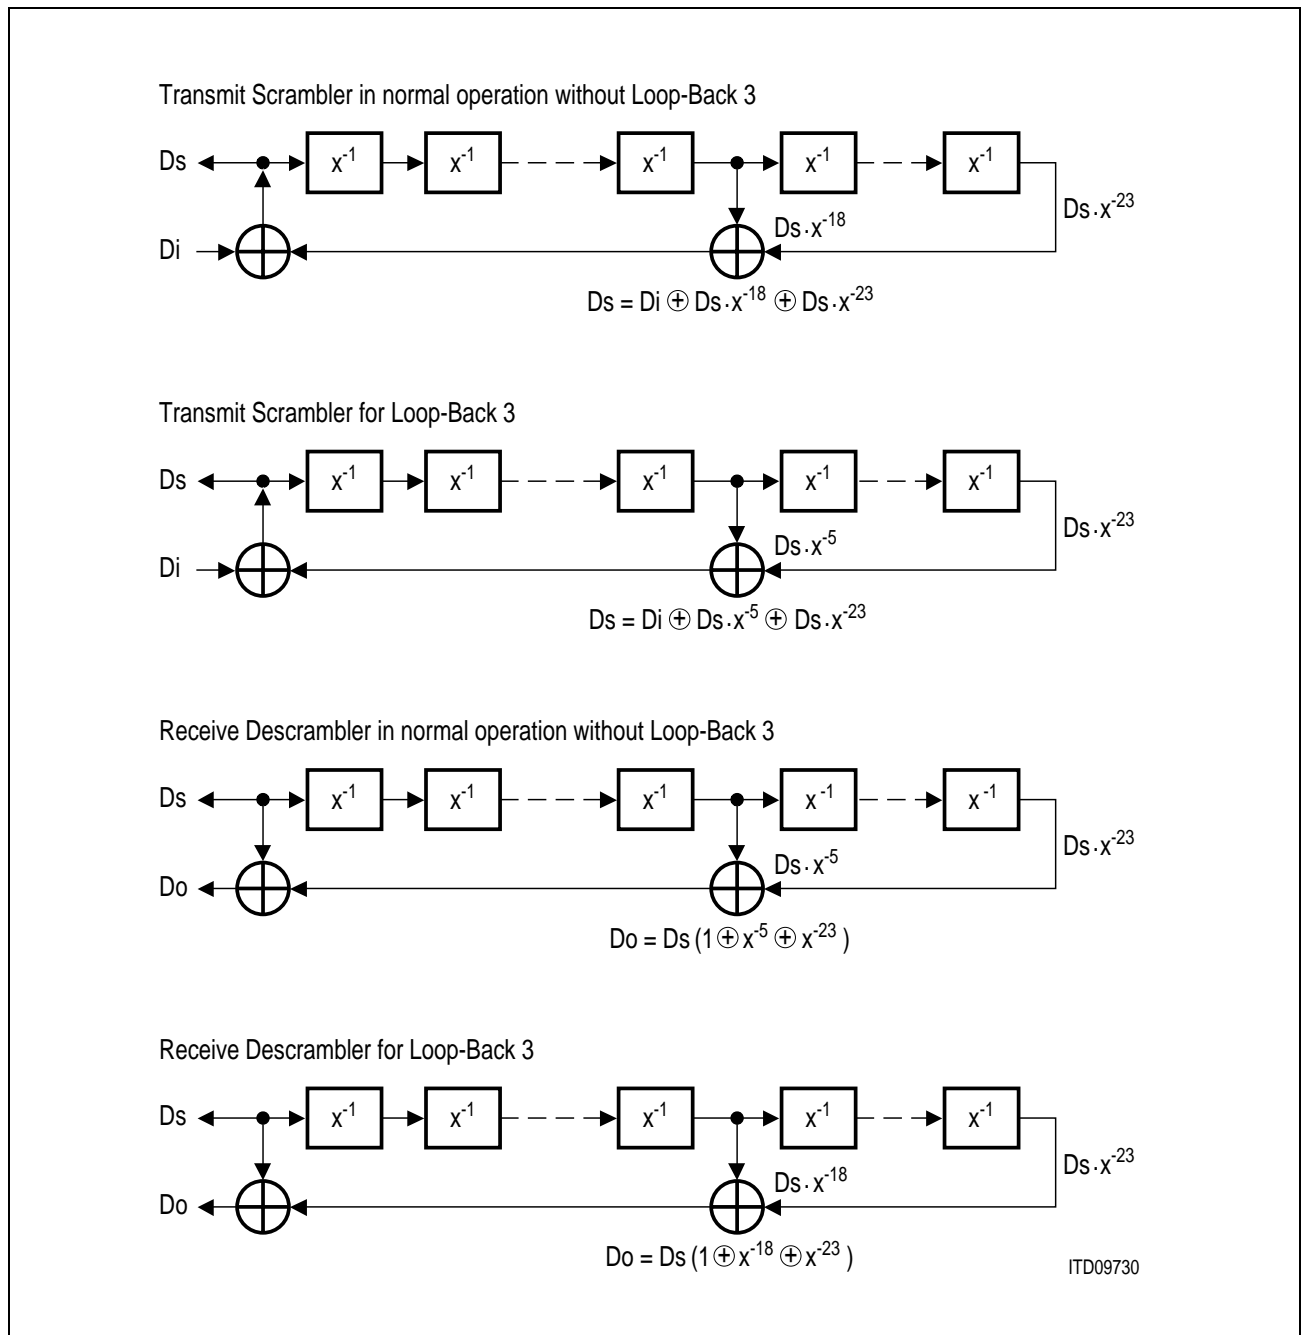 Transmit Scrambler in normal operation without Loop-Back 3
Ds x⁻¹ x⁻¹ x⁻¹ x⁻¹ x⁻¹
Ds·x⁻²³
Ds·x⁻¹⁸
Di
Ds = Di ⊕ Ds·x⁻¹⁸ ⊕ Ds·x⁻²³
Transmit Scrambler for Loop-Back 3
Ds x⁻¹ x⁻¹ x⁻¹ x⁻¹ x⁻¹
Ds·x⁻²³
Ds·x⁻⁵
Di
Ds = Di ⊕ Ds·x⁻⁵ ⊕ Ds·x⁻²³
Receive Descrambler in normal operation without Loop-Back 3
Ds x⁻¹ x⁻¹ x⁻¹ x⁻¹ x⁻¹
Ds·x⁻²³
Ds·x⁻⁵
Do
Do = Ds (1 ⊕ x⁻⁵ ⊕ x⁻²³ )
Receive Descrambler for Loop-Back 3
Ds x⁻¹ x⁻¹ x⁻¹ x⁻¹ x⁻¹
Ds·x⁻²³
Ds·x⁻¹⁸
Do
Do = Ds (1 ⊕ x⁻¹⁸ ⊕ x⁻²³ )
ITD09730